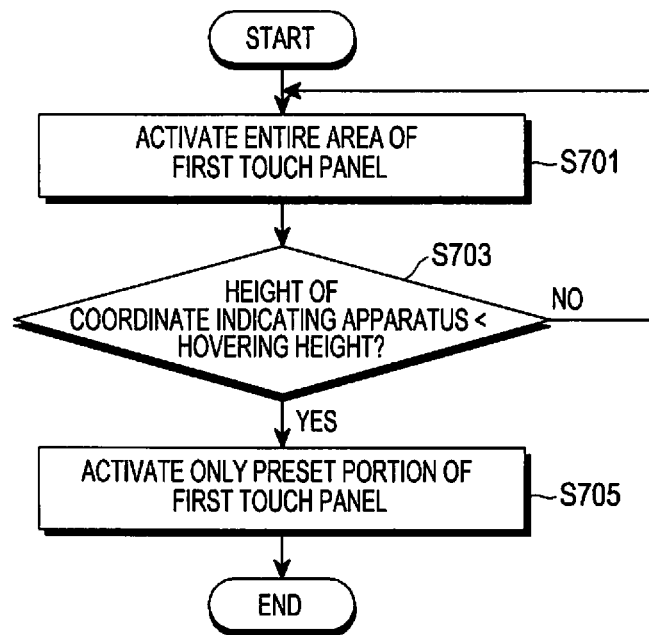 START
ACTIVATE ENTIRE AREA OF
FIRST TOUCH PANEL
S701
S703
HEIGHT OF
COORDINATE INDICATING APPARATUS <
HOVERING HEIGHT?
NO
YES
ACTIVATE ONLY PRESET PORTION OF
FIRST TOUCH PANEL
S705
END